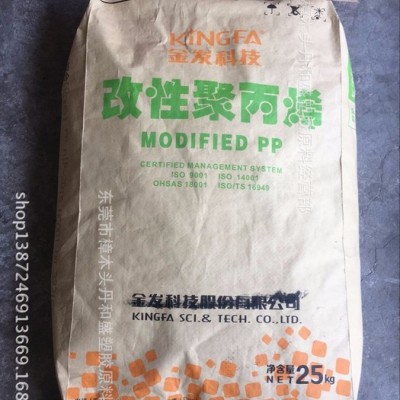 KINGFA
金发科技
改性聚丙烯
MODIFIED PP
CERTIFIED MANAGEMENT SYSTEM
ISO 9001 ISO 14001
OHSAS 18001 ISO/TS 16949
金发科技股份有限公司
KINGFA SCI.& TECH. CO.,LTD.
净含量
NET 25kg
东莞市樟木头丹和盛塑胶原料
shop1387246913669.168